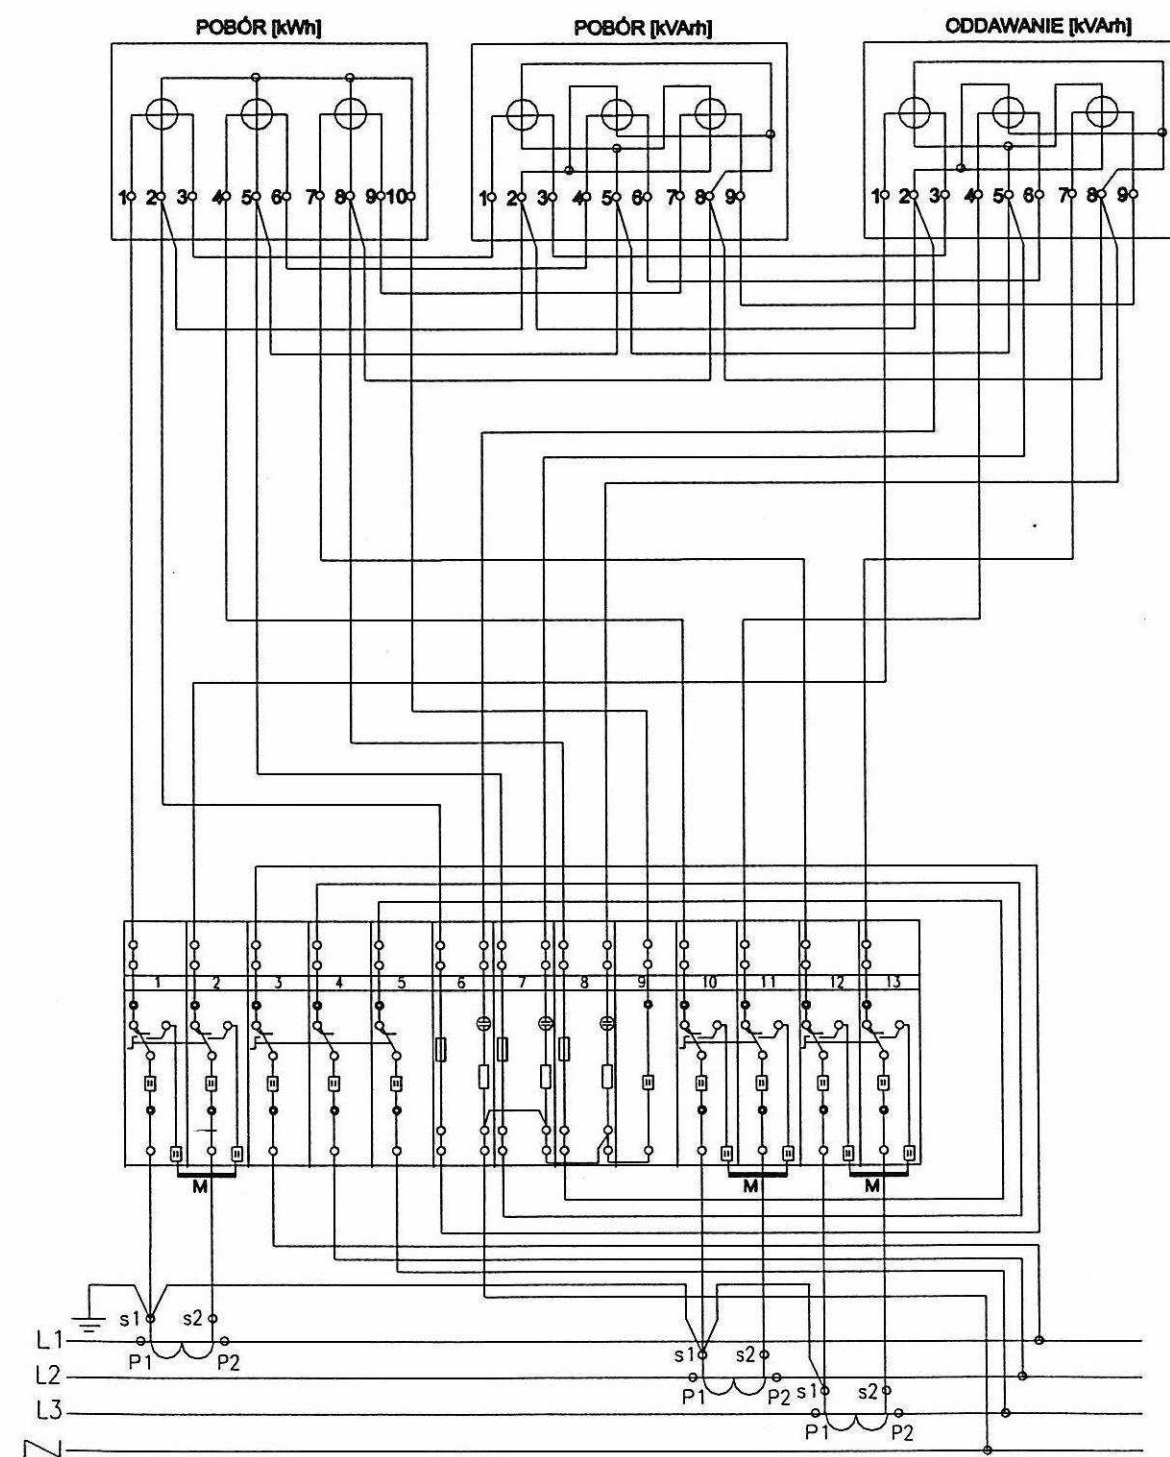 POBÓR [kWh] POBÓR [kVArh] ODDAWANIE [kVArh]
1 2 3 4 5 6 7 8 9 10 1 2 3 4 5 6 7 8 9 1 2 3 4 5 6 7 8 9
1 2 3 4 5 6 7 8 9 10 11 12 13
M M M
s1 s2
L1
P1 P2 s1 s2
L2
P1 P2 s1 s2
L3
P1 P2
N